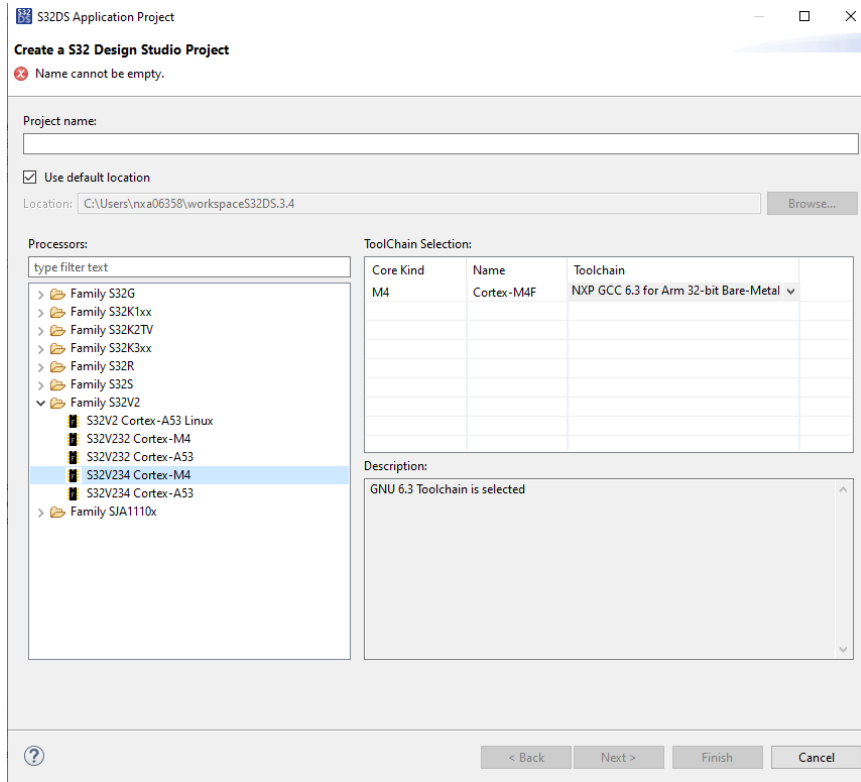 S32DS Application Project
Create a S32 Design Studio Project
Name cannot be empty.
Project name:
Use default location
Location: C:\Users\nxa06358\workspaceS32DS.3.4 Browse...
Processors:
type filter text
Family S32G
Family S32K1xx
Family S32K2TV
Family S32K3xx
Family S32R
Family S32S
Family S32V2
S32V2 Cortex-A53 Linux
S32V232 Cortex-M4
S32V232 Cortex-A53
S32V234 Cortex-M4
S32V234 Cortex-A53
Family SJA1110x
ToolChain Selection:
Core Kind Name Toolchain
M4 Cortex-M4F NXP GCC 6.3 for Arm 32-bit Bare-Metal
Description:
GNU 6.3 Toolchain is selected
? < Back Next > Finish Cancel